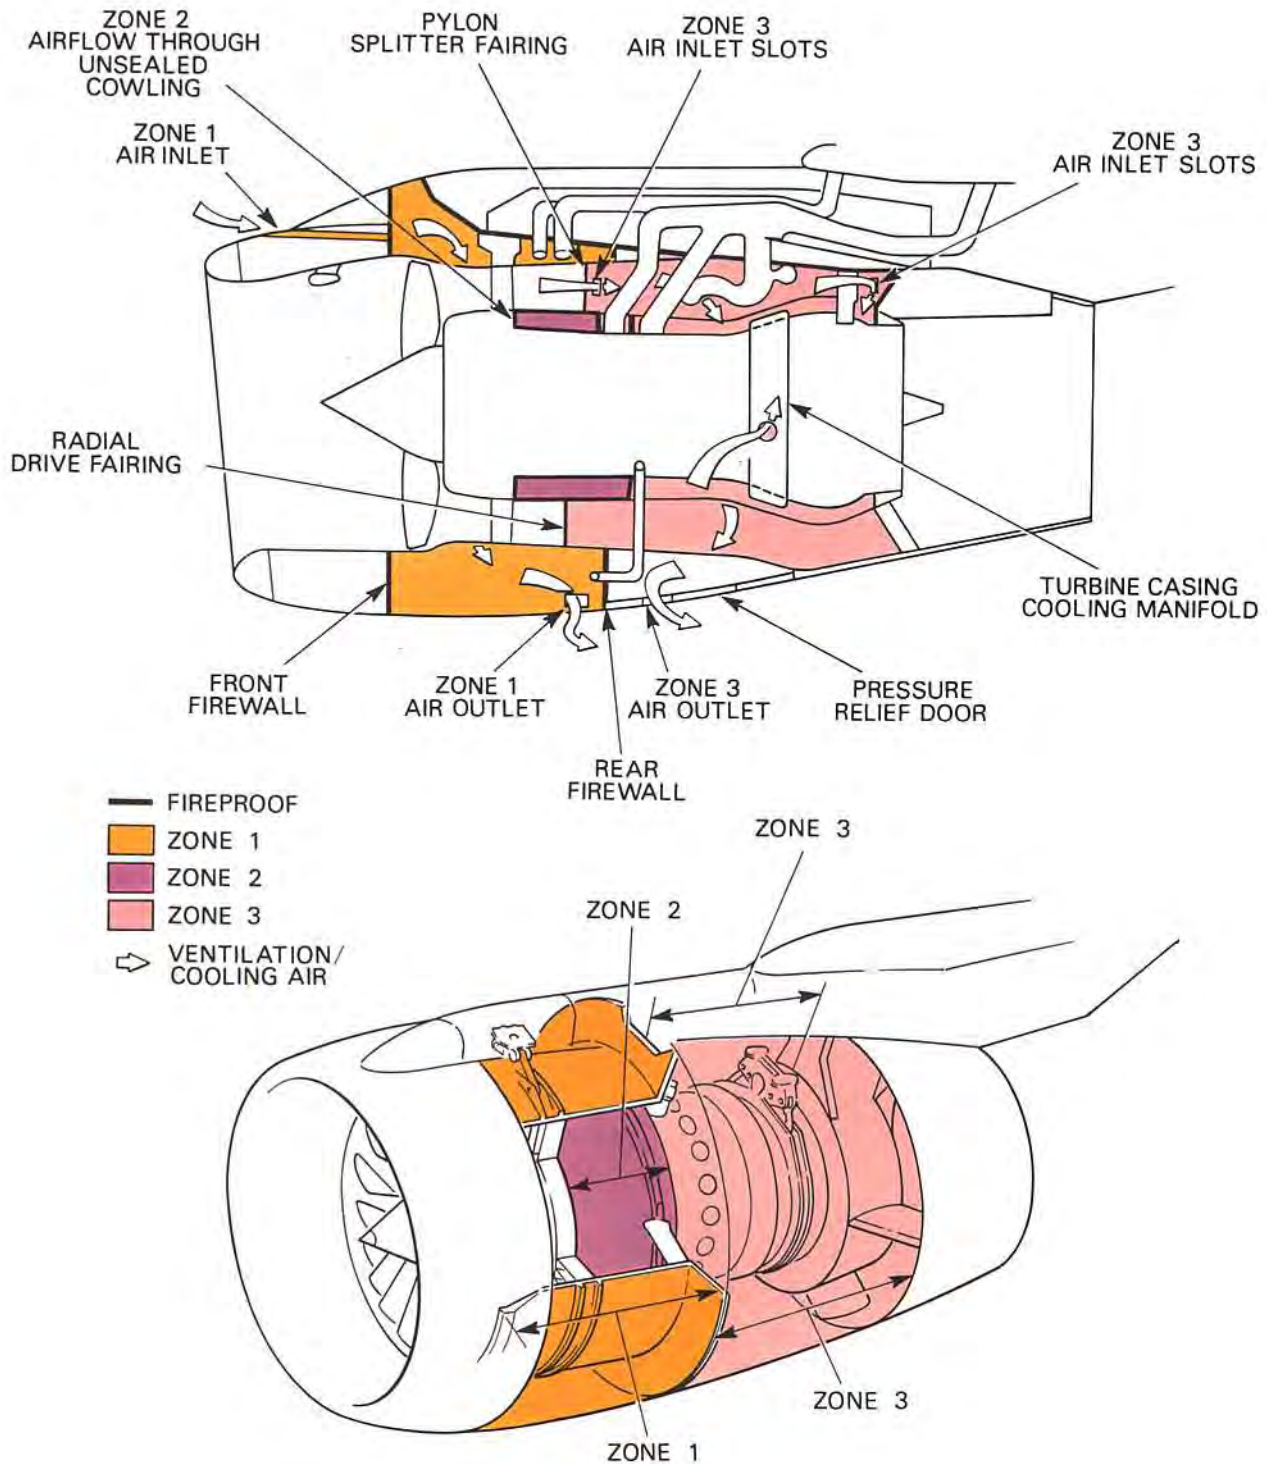 ZONE 2
AIRFLOW THROUGH
UNSEALED
COWLING
PYLON
SPLITTER FAIRING
ZONE 3
AIR INLET SLOTS
ZONE 1
AIR INLET
ZONE 3
AIR INLET SLOTS
RADIAL
DRIVE FAIRING
TURBINE CASING
COOLING MANIFOLD
FRONT
FIREWALL
ZONE 1
AIR OUTLET
ZONE 3
AIR OUTLET
PRESSURE
RELIEF DOOR
REAR
FIREWALL
FIREPROOF
ZONE 1
ZONE 2
ZONE 3
VENTILATION/
COOLING AIR
ZONE 3
ZONE 2
ZONE 3
ZONE 1